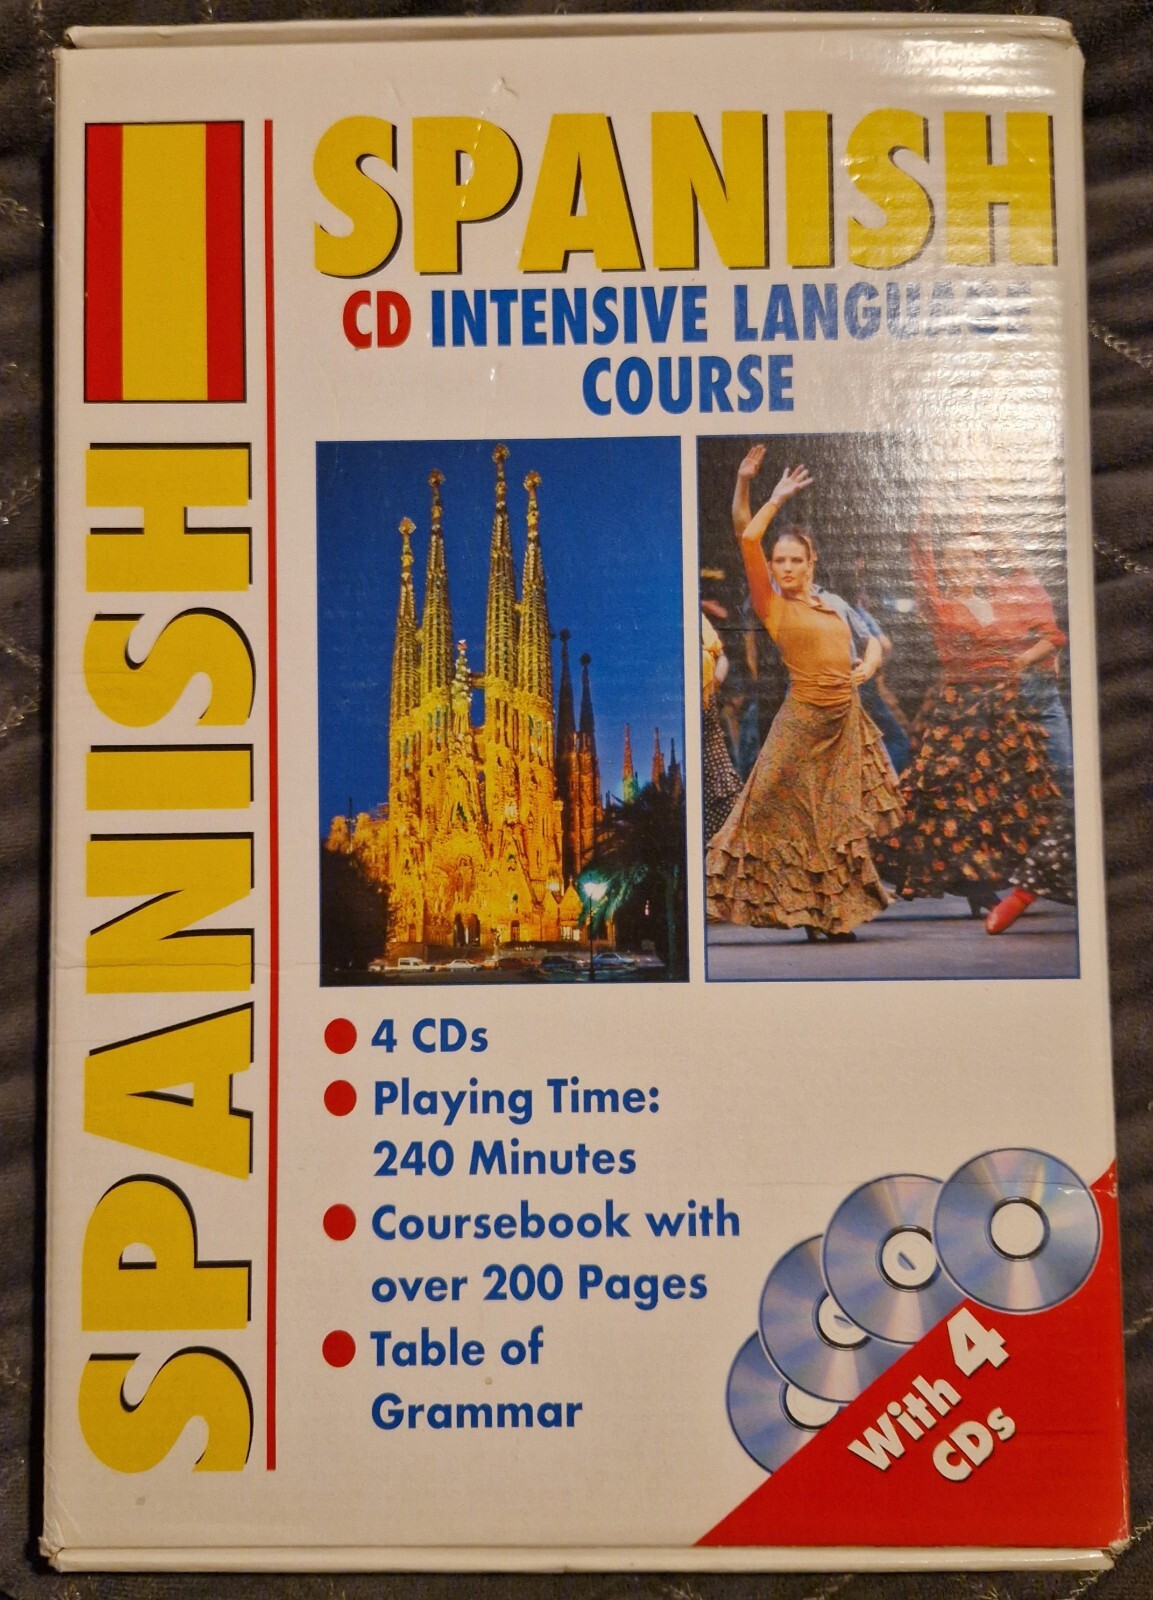 SPANISH
SPANISH
CD INTENSIVE LANGUAGE
COURSE
4 CDs
Playing Time:
240 Minutes
Coursebook with
over 200 Pages
Table of
Grammar
With 4
CDs